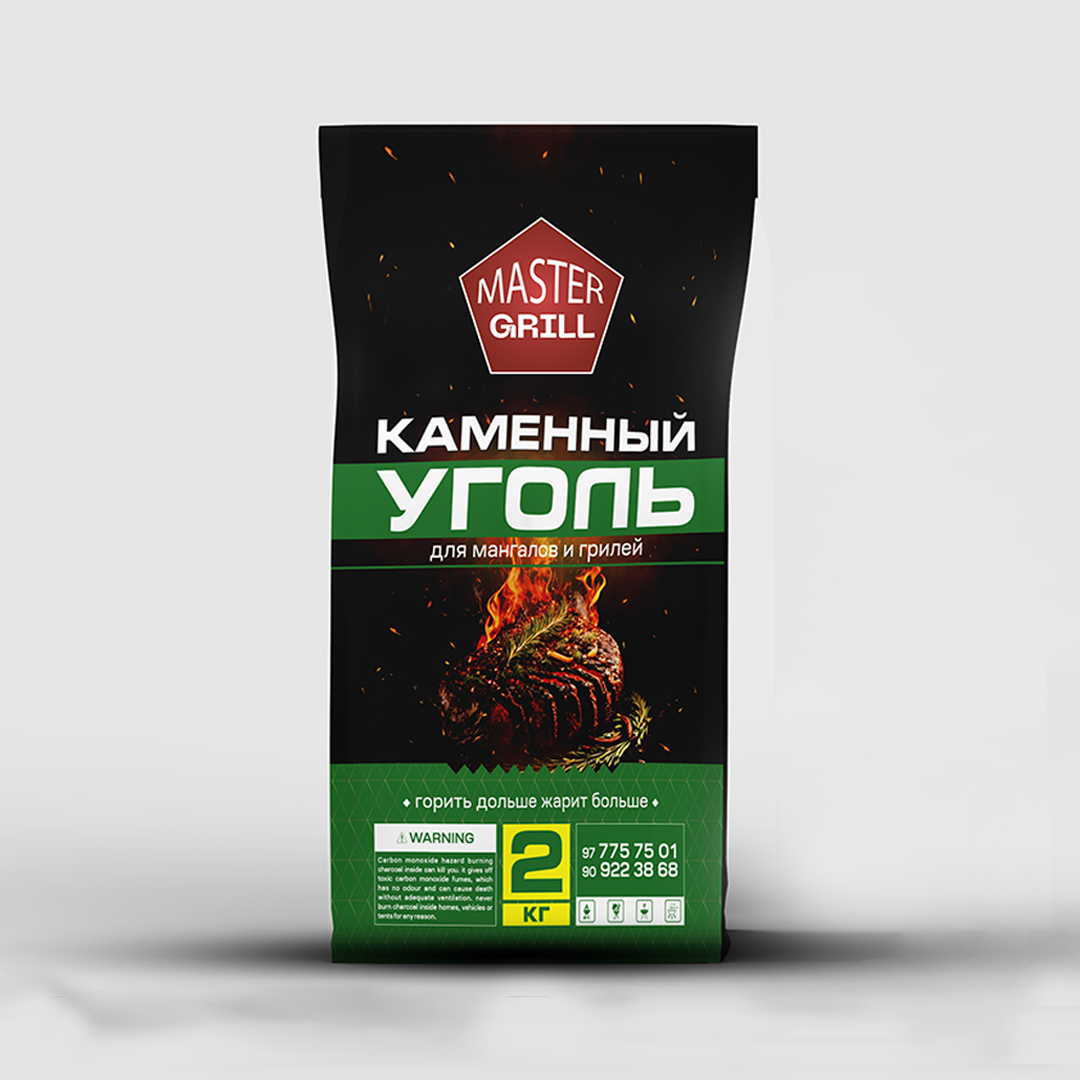 MASTER
GRILL
КАМЕННЫЙ
УГОЛЬ
для мангалов и грилей
горить дольше жарит больше
WARNING
Carbon monoxide hazard burning
charcoal inside can kill you. it gives off
toxic carbon monoxide fumes, which
has no odour and can cause death
without adequate ventilation. never
burn charcoal inside homes, vehicles or
tents for any reason.
2
КГ
97 775 75 01
90 922 38 68